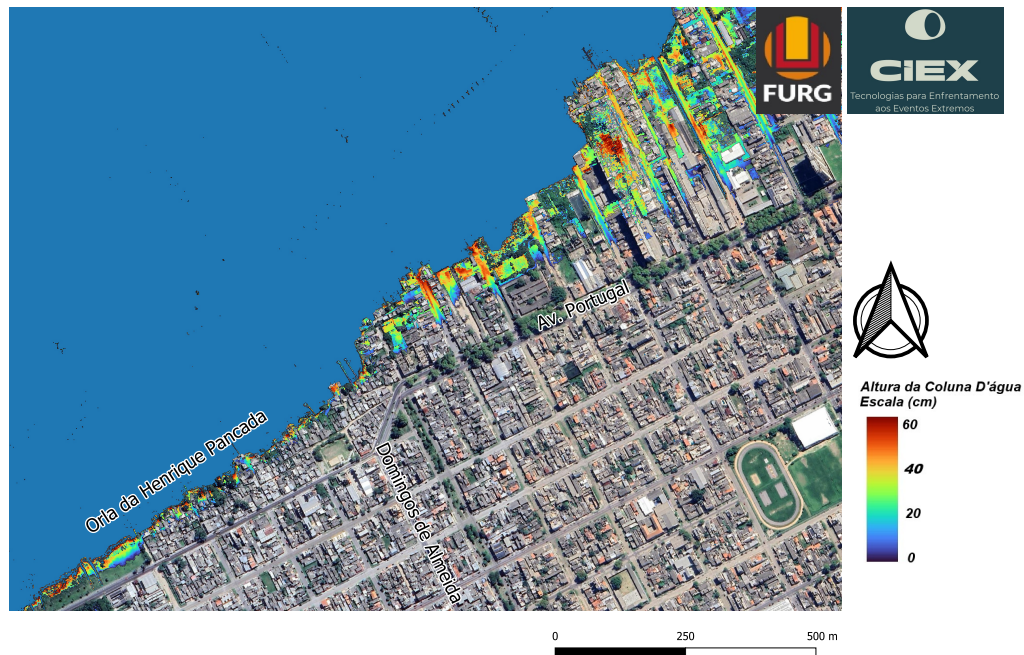 FURG
CIEX
Tecnologias para Enfrentamento
aos Eventos Extremos
Av. Portugal
Orla da Henrique Pancada
Domingos de Almeida
Altura da Coluna D'água
Escala (cm)
60
40
20
0
0 250 500 m